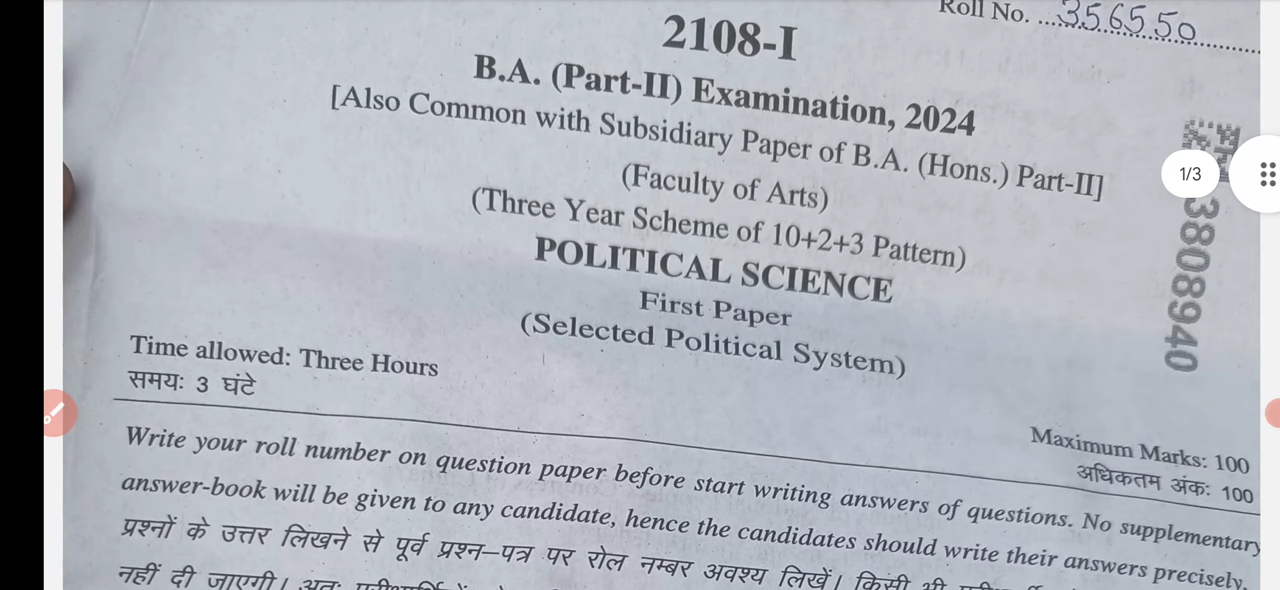 Roll No. ...356550
2108-I
B.A. (Part-II) Examination, 2024
[Also Common with Subsidiary Paper of B.A. (Hons.) Part-II]
(Faculty of Arts)
(Three Year Scheme of 10+2+3 Pattern)
POLITICAL SCIENCE
First Paper
(Selected Political System)
1/3
3808940
Time allowed: Three Hours
समयः 3 घंटे
Maximum Marks: 100
अधिकतम अंकः 100
Write your roll number on question paper before start writing answers of questions. No supplementary
answer-book will be given to any candidate, hence the candidates should write their answers precisely.
प्रश्नों के उत्तर लिखने से पूर्व प्रश्न–पत्र पर रोल नम्बर अवश्य लिखें। किसी भी
नहीं दी जाएगी। अतः